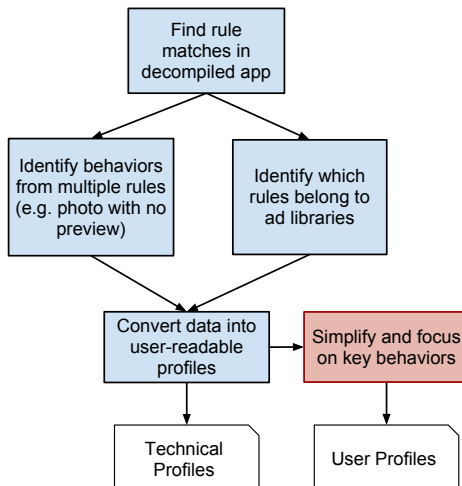 Find rule
matches in
decompiled app
Identify behaviors
from multiple rules
(e.g. photo with no
preview)
Identify which
rules belong to
ad libraries
Convert data into
user-readable
profiles
Simplify and focus
on key behaviors
Technical
Profiles
User Profiles